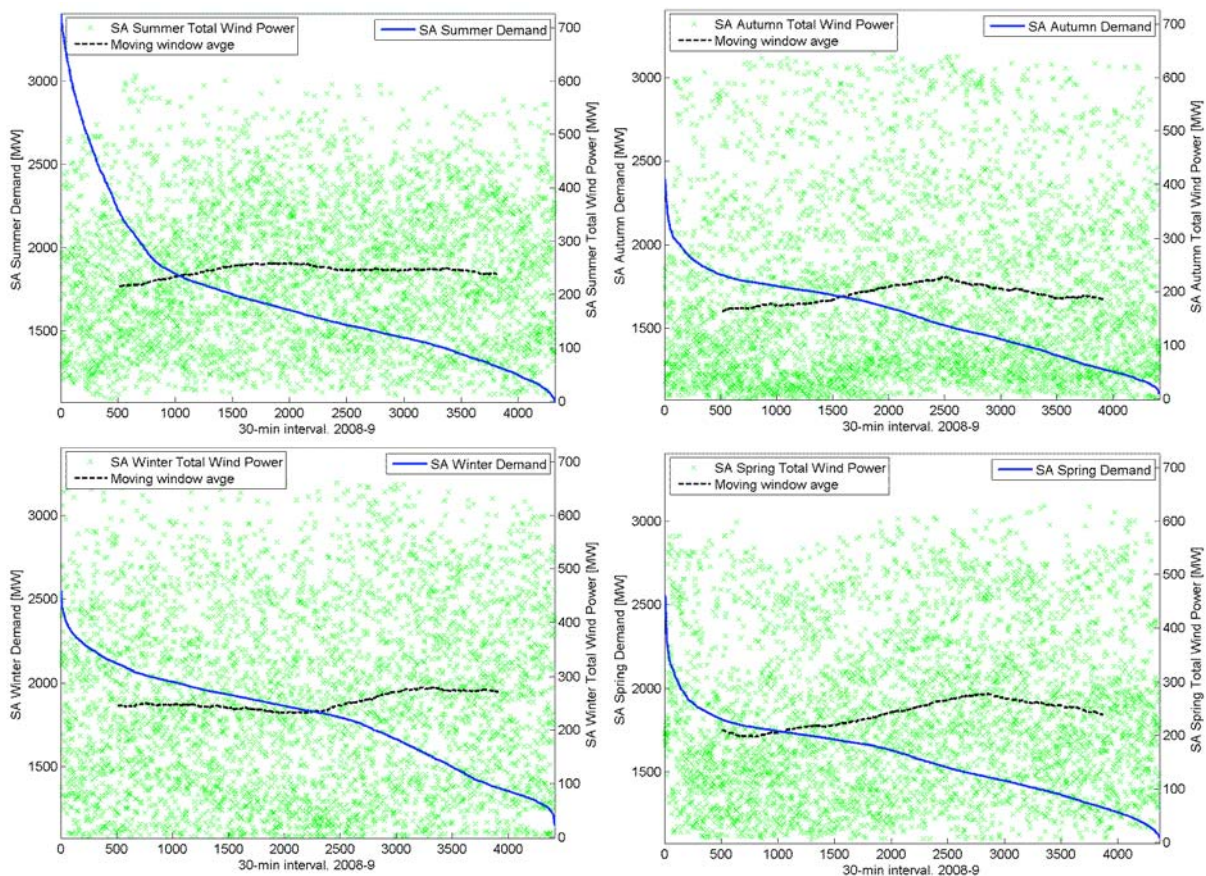 SA Summer Total Wind Power
Moving window avge
SA Summer Demand
3000
2500
2000
1500
SA Summer Demand [MW]
700
600
500
400
300
200
100
0
SA Summer Total Wind Power [MW]
0 500 1000 1500 2000 2500 3000 3500 4000
30-min interval. 2008-9
SA Autumn Total Wind Power
Moving window avge
SA Autumn Demand
3000
2500
2000
1500
SA Autumn Demand [MW]
700
600
500
400
300
200
100
0
SA Autumn Total Wind Power [MW]
0 500 1000 1500 2000 2500 3000 3500 4000
30-min interval. 2008-9
SA Winter Total Wind Power
Moving window avge
SA Winter Demand
3000
2500
2000
1500
SA Winter Demand [MW]
700
600
500
400
300
200
100
0
SA Winter Total Wind Power [MW]
0 500 1000 1500 2000 2500 3000 3500 4000
30-min interval. 2008-9
SA Spring Total Wind Power
Moving window avge
SA Spring Demand
3000
2500
2000
1500
SA Spring Demand [MW]
700
600
500
400
300
200
100
0
SA Spring Total Wind Power [MW]
0 500 1000 1500 2000 2500 3000 3500 4000
30-min interval. 2008-9